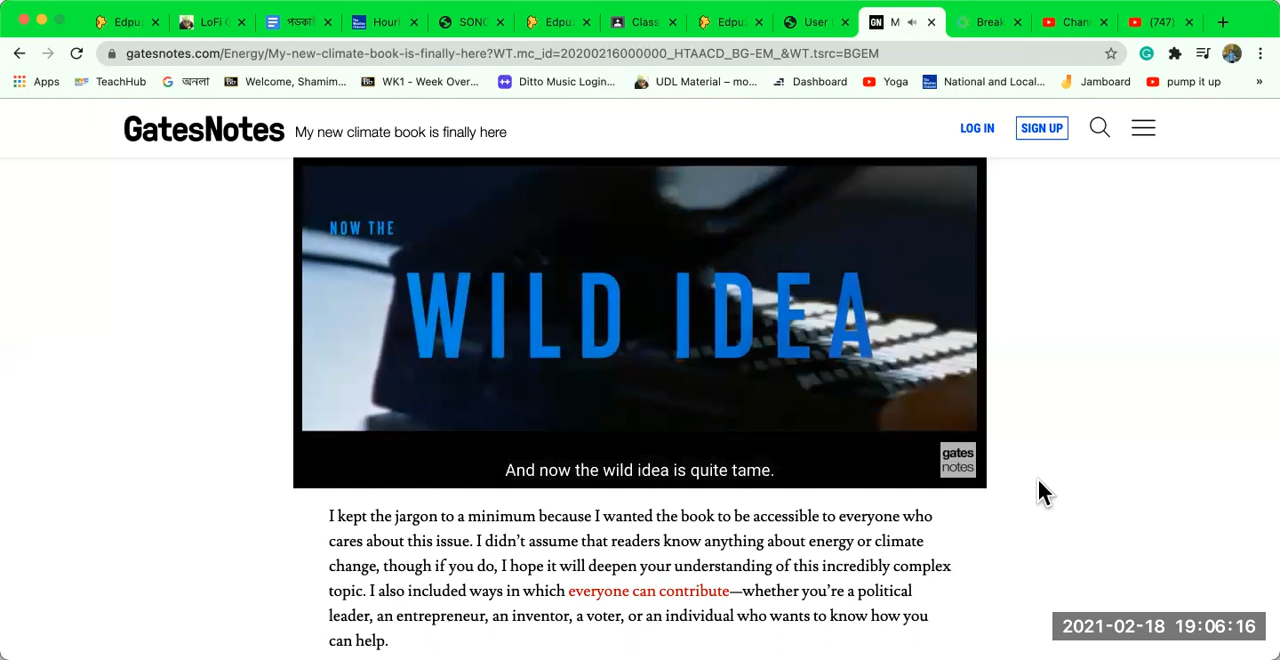 Edpu: LoFi পডকা Hourl SONG Edpu: Class Edpu User M Break Chan (747)
gatesnotes.com/Energy/My-new-climate-book-is-finally-here?WT.mc_id=20200216000000_HTAACD_BG-EM_&WT.tsrc=BGEM
Apps TeachHub অনলা Welcome, Shamim... WK1 - Week Over... Ditto Music Login... UDL Material – mo... Dashboard Yoga National and Local... Jamboard pump it up »
GatesNotes My new climate book is finally here LOG IN SIGN UP
NOW THE
WILD IDEA
gates
notes
And now the wild idea is quite tame.
I kept the jargon to a minimum because I wanted the book to be accessible to everyone who
cares about this issue. I didn't assume that readers know anything about energy or climate
change, though if you do, I hope it will deepen your understanding of this incredibly complex
topic. I also included ways in which everyone can contribute—whether you're a political
leader, an entrepreneur, an inventor, a voter, or an individual who wants to know how you
can help.
2021-02-18 19:06:16